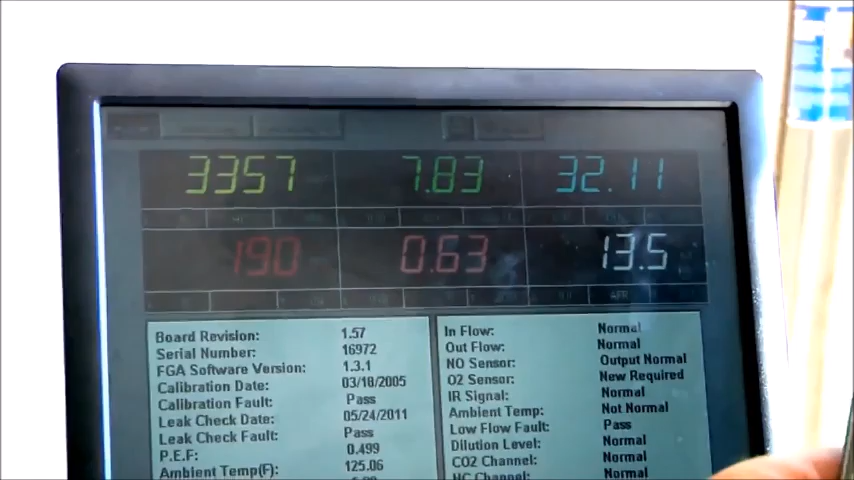 3357 7.83 32.11
190 0.63 13.5
AFR
Board Revision: 1.57
Serial Number: 16972
FGA Software Version: 1.3.1
Calibration Date: 03/18/2005
Calibration Fault: Pass
Leak Check Date: 05/24/2011
Leak Check Fault: Pass
P.E.F: 0.499
Ambient Temp(F): 125.06
In Flow: Normal
Out Flow: Normal
NO Sensor: Output Normal
O2 Sensor: New Required
IR Signal: Normal
Ambient Temp: Not Normal
Low Flow Fault: Pass
Dilution Level: Normal
CO2 Channel: Normal
HC Channel: Normal